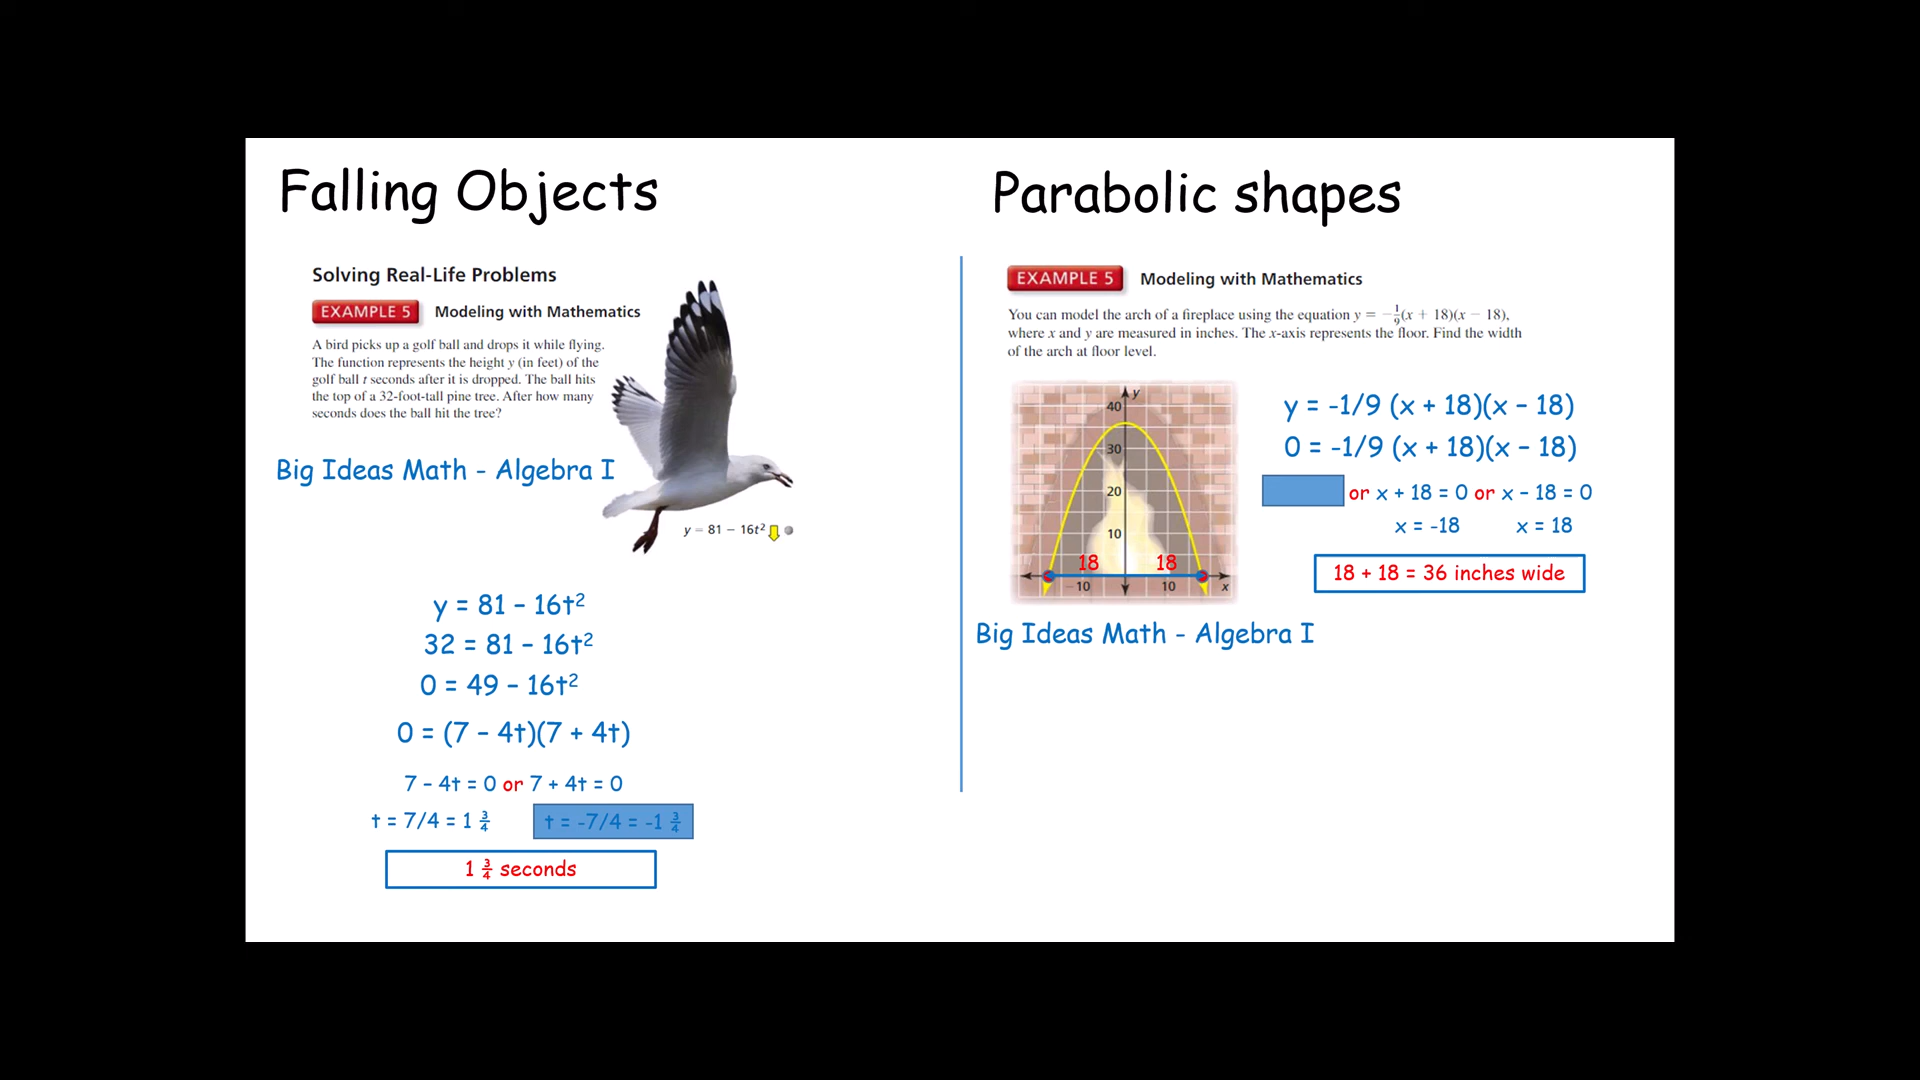 Falling Objects
Solving Real-Life Problems
EXAMPLE 5 Modeling with Mathematics
A bird picks up a golf ball and drops it while flying.
The function represents the height y (in feet) of the
golf ball t seconds after it is dropped. The ball hits
the top of a 32-foot-tall pine tree. After how many
seconds does the ball hit the tree?
Big Ideas Math - Algebra I
y = 81 − 16t²
y = 81 – 16t²
32 = 81 – 16t²
0 = 49 – 16t²
0 = (7 – 4t)(7 + 4t)
7 – 4t = 0 or 7 + 4t = 0
t = 7/4 = 1 ¾ t = -7/4 = -1 ¾
1 ¾ seconds
Parabolic shapes
EXAMPLE 5 Modeling with Mathematics
You can model the arch of a fireplace using the equation y = −1/9(x + 18)(x − 18),
where x and y are measured in inches. The x-axis represents the floor. Find the width
of the arch at floor level.
y
40
30
20
10
18 18
−10 10 x
y = -1/9 (x + 18)(x – 18)
0 = -1/9 (x + 18)(x – 18)
or x + 18 = 0 or x – 18 = 0
x = -18 x = 18
18 + 18 = 36 inches wide
Big Ideas Math - Algebra I